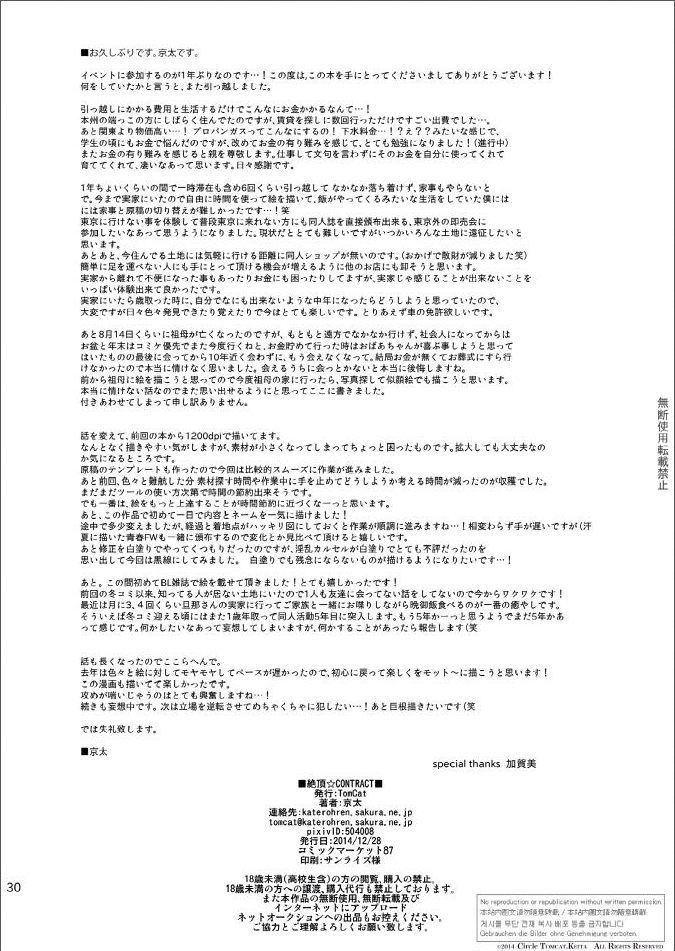 ■お久しぶりです。京太です。
イベントに参加するのが1年ぶりなのです…！この度は,この本を手にとってくださいましてありがとうございます！
何をしていたかと言うと、また引っ越しました。
引っ越しにかかる費用と生活するだけでこんなにお金かかるなんて…！
本州の端っこの方にしばらく住んでたのですが、賃貸を探しに数回行っただけですごい出費でした…。
あと関東より物価高い…！ プロパンガスってこんなにするの！ 下水料金…！？え？？みたいな感じで、
学生の頃にもお金で悩んだのですが、改めてお金の有り難みを感じて、とても勉強になりました！（進行中）
またお金の有り難みを感じると親を尊敬します。仕事して文句を言わずにそのお金を自分に使ってくれて
育ててくれて、凄いなあって思います。日々感謝です。
1年ちょいくらいの間で一時滞在も含め6回くらい引っ越して なかなか落ち着けず、家事もやらないと
で。今まで実家にいたので自由に時間を使って絵を描いて、飯がやってくるみたいな生活をしていた僕には
には家事と原稿の切り替えが難しかったです…！笑
東京に行けない事を体験して普段東京に来れない方にも同人誌を直接頒布出来る、東京外の即売会に
参加したいなあって思うようになりました。現状だととても難しいですがいつかいろんな土地に遠征したいと
思います。
あとあと、今住んでる土地には気軽に行ける距離に同人ショップが無いのです。（おかげで散財が減りました笑）
簡単に足を運べない人にも手にとって頂ける機会が増えるように他のお店にも卸そうと思います。
実家から離れて不便になった事もあったりお金にも困ったりしてますが、実家じゃ感じることが出来ないことを
いっぱい体験出来て良かったです。
実家にいたら歳取った時に、自分でなにも出来ないような中年になったらどうしようと思っていたので、
大変ですが日々色々発見できたり覚えたりで今はとても楽しいです。 とりあえず車の免許欲しいです。
あと8月14日くらいに祖母が亡くなったのですが、もともと遠方でなかなか行けず、社会人になってからは
お盆と年末はコミケ優先でまた今度行くねと、お金貯めて行った時はおばあちゃんが喜ぶ事しようと思って
はいたものの最後に会ってから10年近く会わずに、もう会えなくなって。結局お金が無くてお葬式にすら行
けなかったので本当に情けなく思いました。会えるうちに会っとかないと本当に後悔しますね。
前から祖母に絵を描こうと思ってので今度祖母の家に行ったら、写真探して似顔絵でも描こうと思います。
本当に情けない話なのでまた思い出せるようにと思ってここに書きました。
付きあわせてしまって申し訳ありません。
話を変えて、前回の本から1200dpiで描いてます。
なんとなく描きやすい気がしますが、素材が小さくなってしまってちょっと困ったものです。拡大しても大丈夫なの
か気になるところです。
原稿のテンプレートも作ったので今回は比較的スムーズに作業が進みました。
あと前回、色々と難航した分 素材探す時間や作業中に手を止めてどうしようか考える時間が減ったのが収穫でした。
まだまだツールの使い方次第で時間の節約出来そうです。
でも一番は、絵をもっと上達することが時間節約に近づくなーっと思います。
あと、この作品で初めて一日で内容とネームを一気に描けました！
途中で多少変えましたが、経過と着地点がハッキリ図にしておくと作業が順調に進みますね…！相変わらず手が遅いですが（汗
夏に描いた青春FWも一緒に頒布するので変化とか見比べて頂けると嬉しいです。
あと修正を白塗りでやってくつもりだったのですが、淫乱カルセルが白塗りでとても不評だったのを
思い出して今回は黒線にしてみました。 自塗りでも残念にならないものが描けるようになりたいです…！
あと。この間初めてBL雑誌で絵を載せて頂きました！とても嬉しかったです！
前回の冬コミ以来、知ってる人が居ない土地にいたので1人も友達に会ってない話をしてないので今からワクワクです！
最近は月に3、4回くらい旦那さんの実家に行ってご家族と一緒にお喋りしながら晩御飯食べるのが一番の癒やしです。
そういえば冬コミ迎える頃にはまた1歳年取って同人活動5年目に突入します。もう5年かーっと思うようでまだ5年かあ
って感じです。何かしたいなあって妄想してしまいますが、何かすることがあったら報告します（笑
話も長くなったのでここらへんで。
去年は色々と絵に対してモヤモヤしてペースが遅かったので、初心に戻って楽しくをモット～に描こうと思います！
この漫画も描いてて楽しかったです。
攻めが喘いじゃうのはとても興奮しますね…！
続きも妄想中です。次は立場を逆転させてめちゃくちゃに犯したい…！あと巨根描きたいです（笑
では失礼致します。
■京太
special thanks 加賀美
■絶頂☆CONTRACT■
発行:TomCat
著者:京太
連絡先:katerohren.sakura.ne.jp
tomcat@katerohren.sakura.ne.jp
pixivID:504008
発行日:2014/12/28
コミックマーケット87
印刷:サンライズ様
18歳未満(高校生含)の方の閲覧、購入の禁止。
18歳未満の方への譲渡、購入代行も禁止しております。
また本作品の無断使用、無断転載及び
インターネットにアップロード
ネットオークションへの出品もお控えください。
ご協力とご理解よろしくお願い致します。
無断使用転載禁止
30
No reproduction or republication without written permission.
本站内图文请勿随意转载 / 本站內圖文請勿隨意轉載
게시물 무단 전재 복사 배포 등을 금지합니다
Gebrauchen die Bilder ohne Genehmigung verboten.
©2014 Circle Tomcat.Keita All Rights Reserved